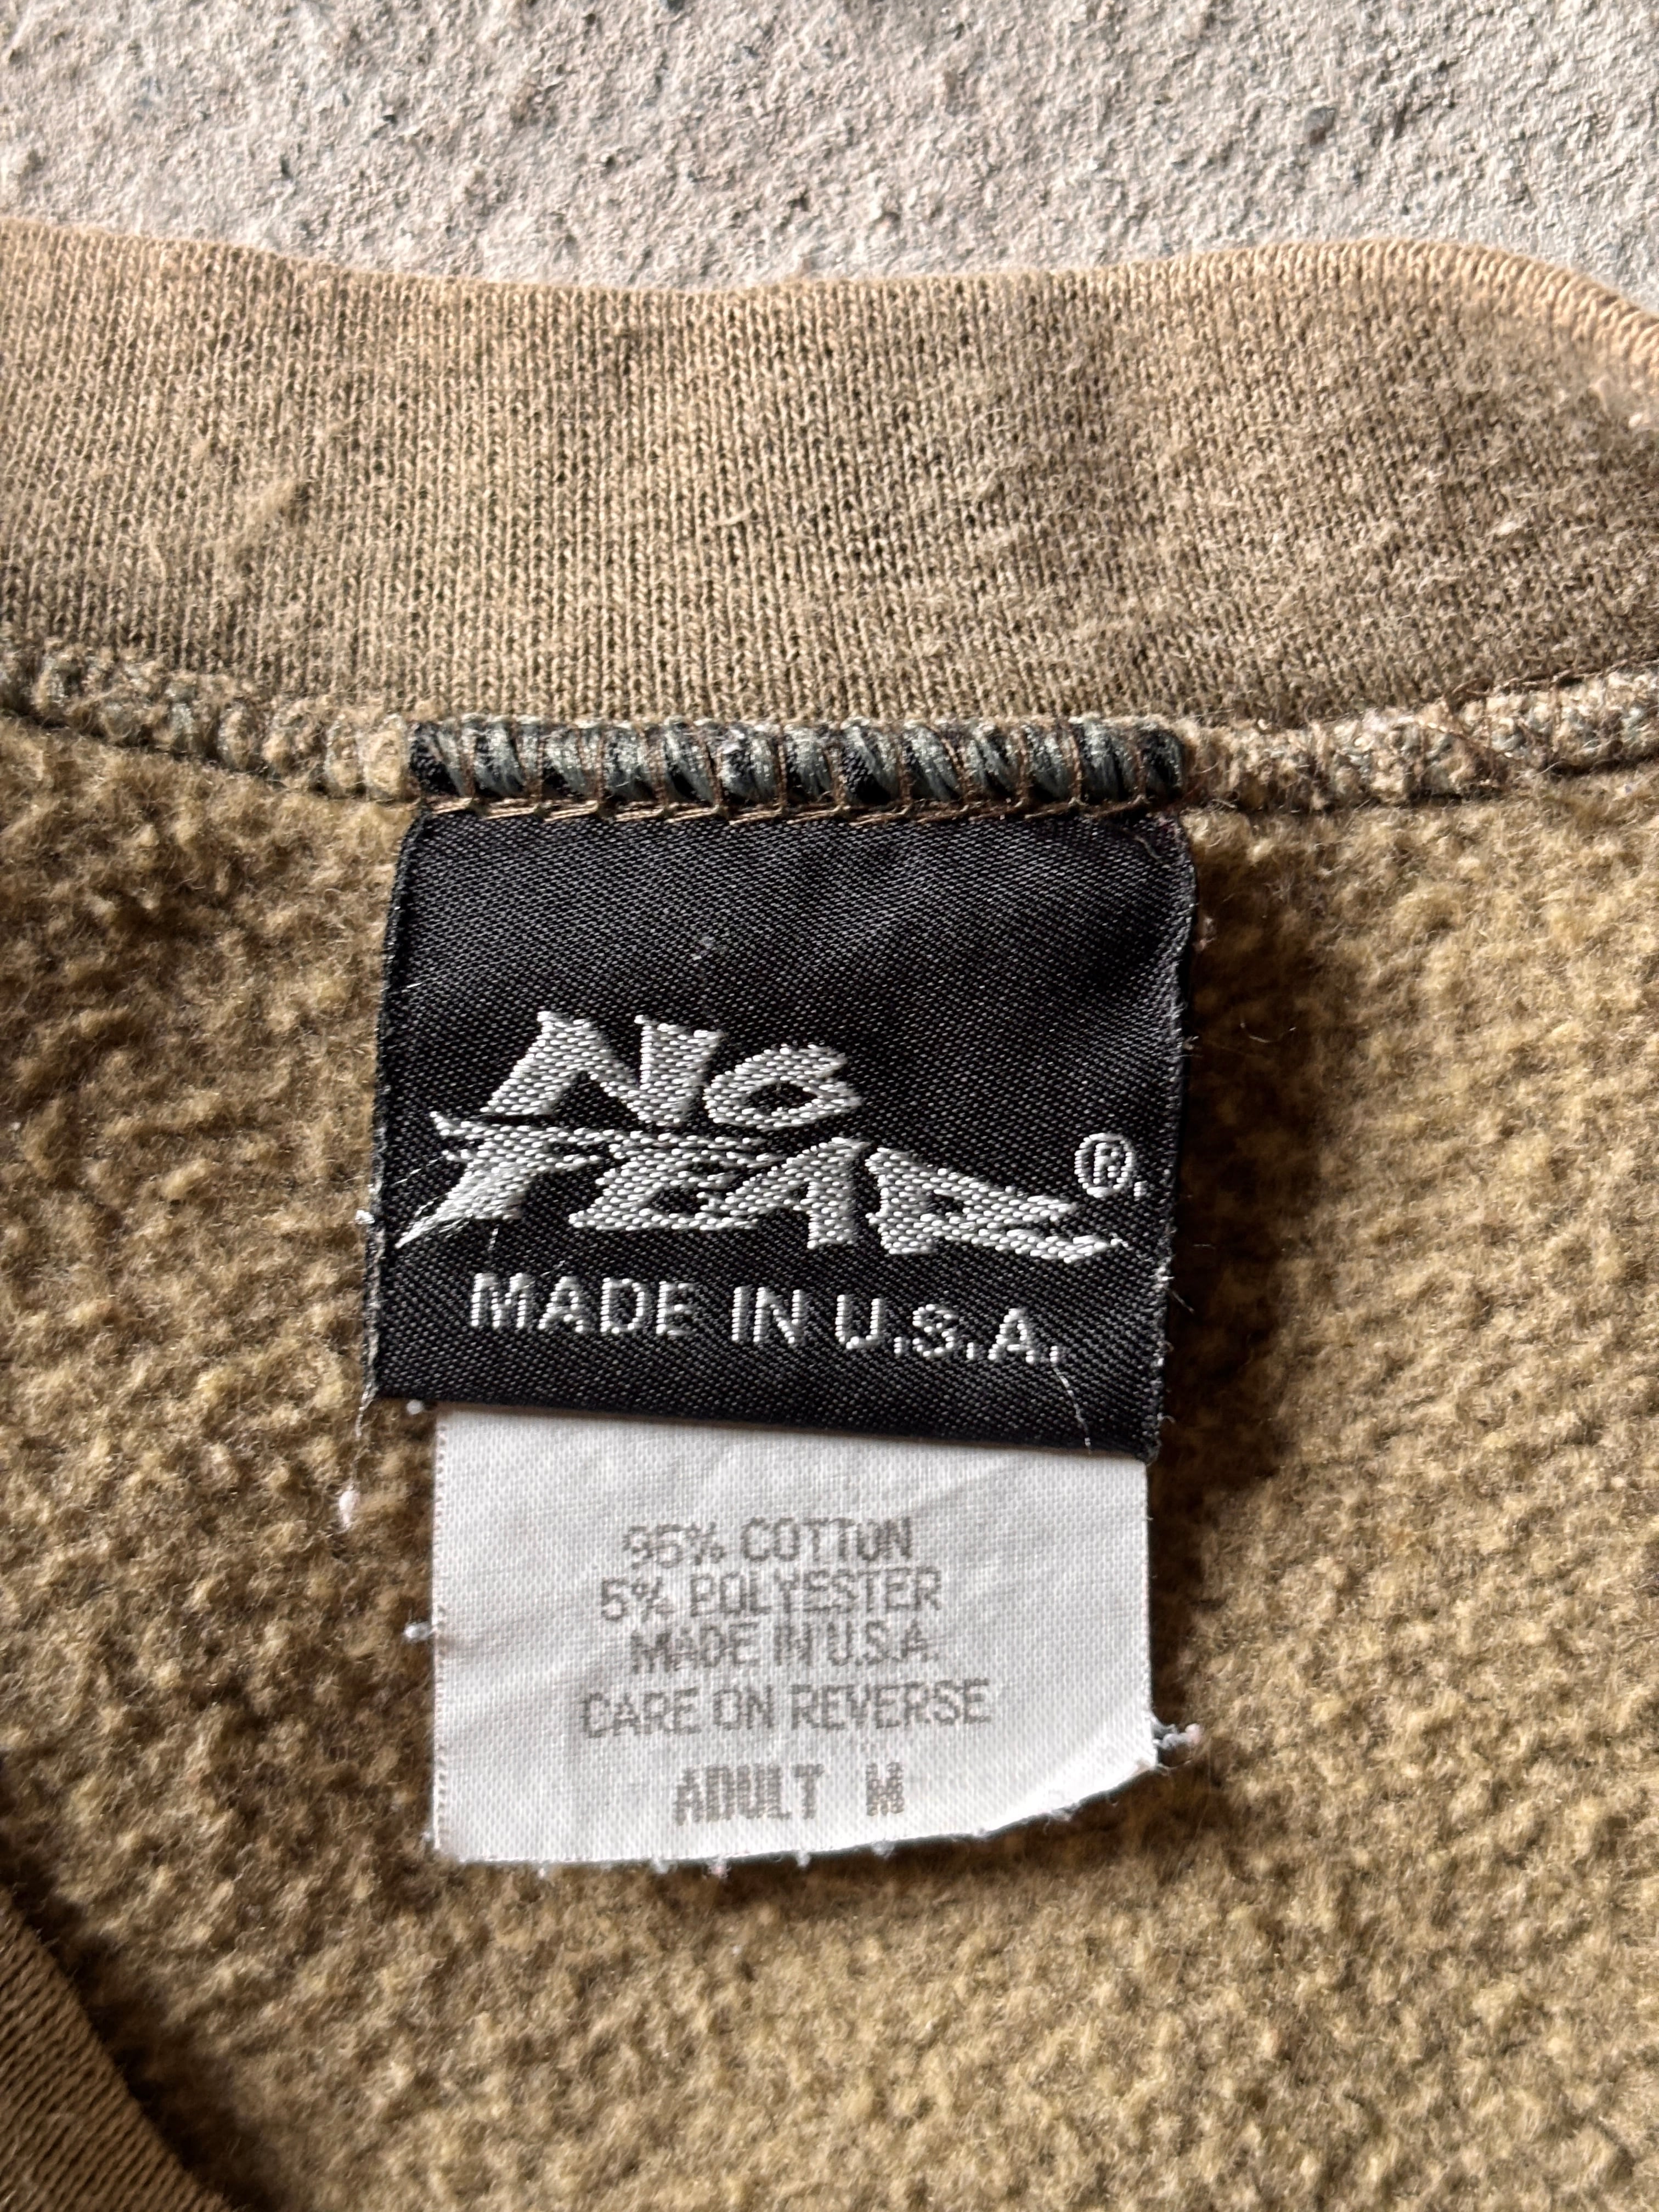 NO
FEAR®
MADE IN U.S.A.
95% COTTON
5% POLYESTER
MADE IN U.S.A.
CARE ON REVERSE
ADULT M